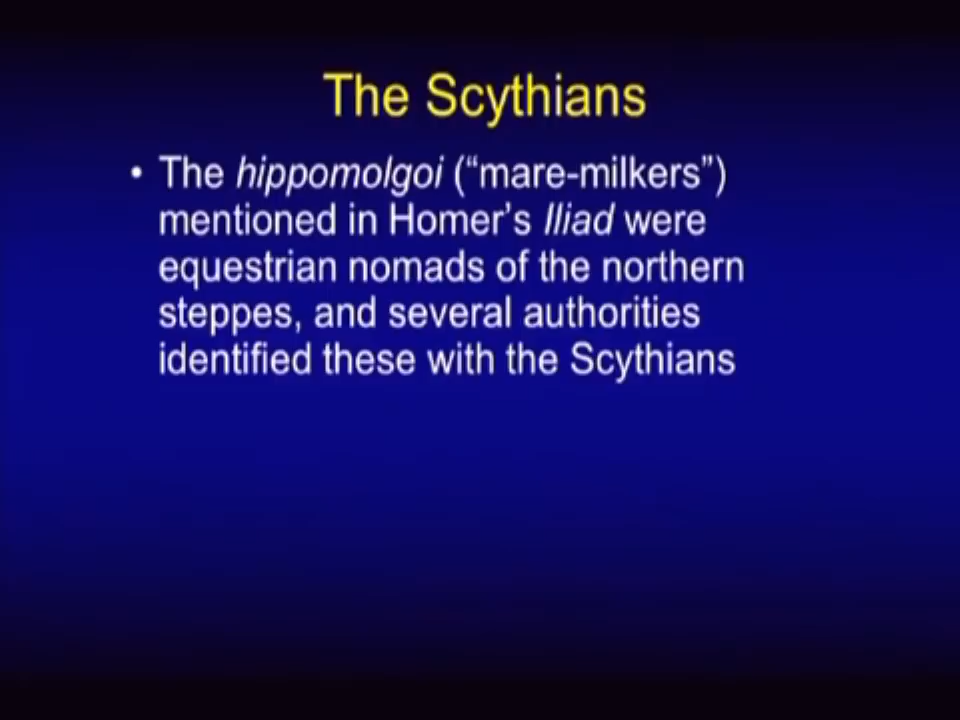 The Scythians
• The hippomolgoi (“mare-milkers”)
mentioned in Homer’s Iliad were
equestrian nomads of the northern
steppes, and several authorities
identified these with the Scythians